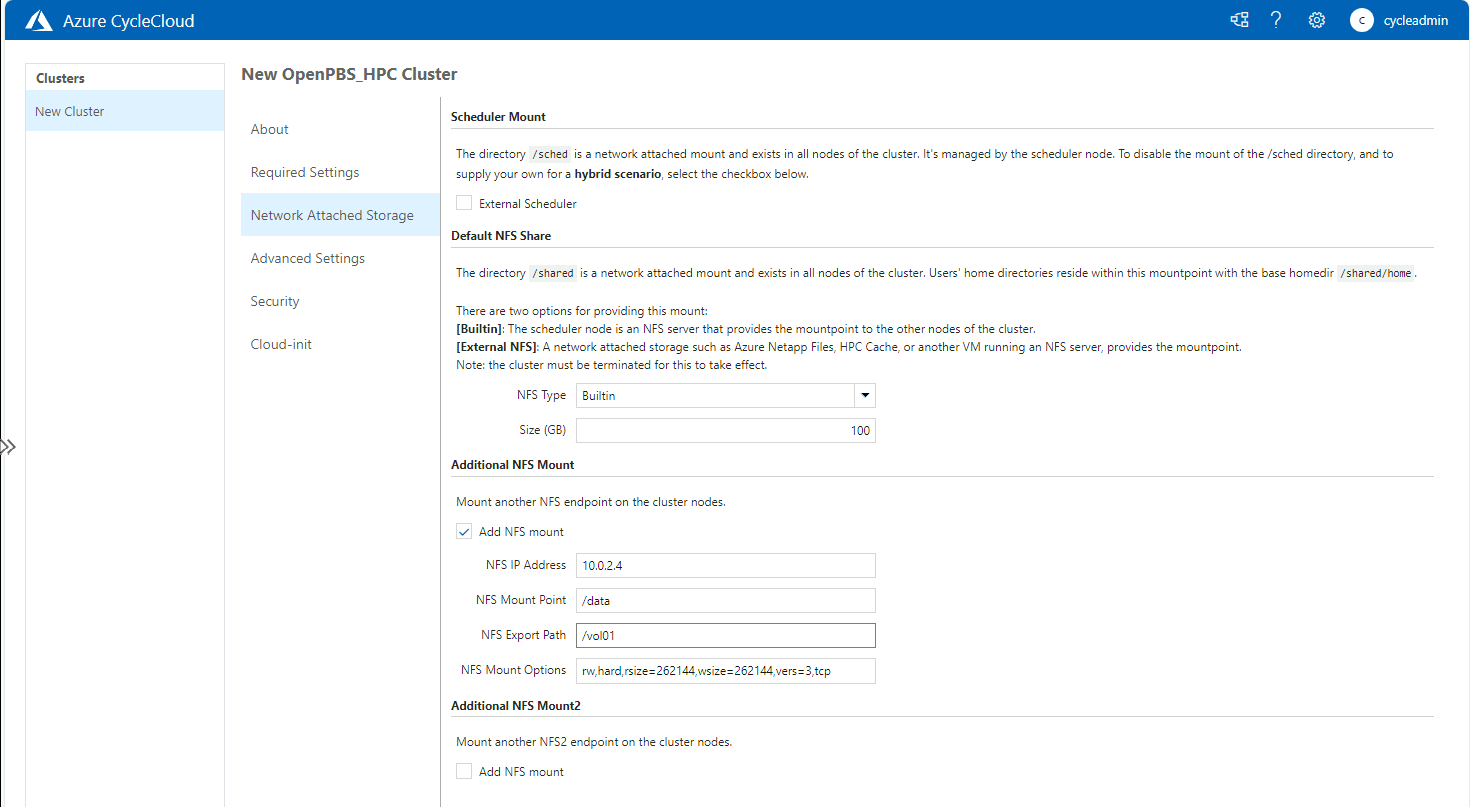 Azure CycleCloud
?
C
cycleadmin
Clusters
New Cluster
New OpenPBS_HPC Cluster
About
Required Settings
Network Attached Storage
Advanced Settings
Security
Cloud-init
Scheduler Mount
The directory /sched is a network attached mount and exists in all nodes of the cluster. It's managed by the scheduler node. To disable the mount of the /sched directory, and to
supply your own for a hybrid scenario, select the checkbox below.
External Scheduler
Default NFS Share
The directory /shared is a network attached mount and exists in all nodes of the cluster. Users' home directories reside within this mountpoint with the base homedir /shared/home.
There are two options for providing this mount:
[Builtin]: The scheduler node is an NFS server that provides the mountpoint to the other nodes of the cluster.
[External NFS]: A network attached storage such as Azure Netapp Files, HPC Cache, or another VM running an NFS server, provides the mountpoint.
Note: the cluster must be terminated for this to take effect.
NFS Type Builtin
Size (GB) 100
Additional NFS Mount
Mount another NFS endpoint on the cluster nodes.
Add NFS mount
NFS IP Address 10.0.2.4
NFS Mount Point /data
NFS Export Path /vol01
NFS Mount Options rw,hard,rsize=262144,wsize=262144,vers=3,tcp
Additional NFS Mount2
Mount another NFS2 endpoint on the cluster nodes.
Add NFS mount